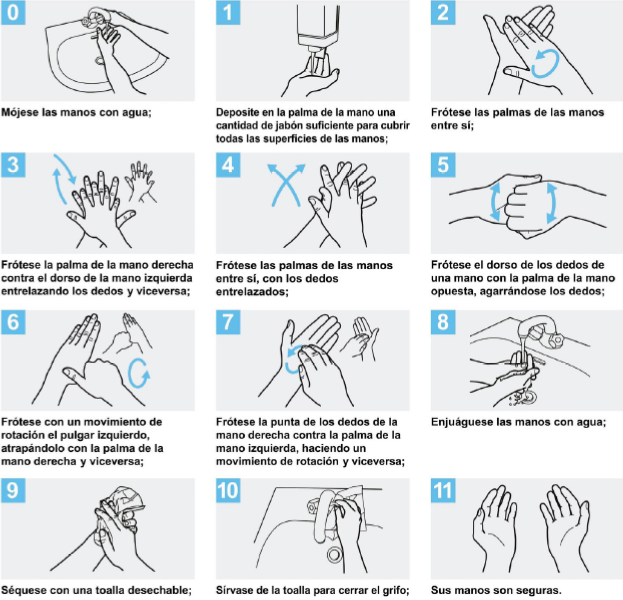 0
Mójese las manos con agua;
1
Deposite en la palma de la mano una
cantidad de jabón suficiente para cubrir
todas las superficies de las manos;
2
Frótese las palmas de las manos
entre sí;
3
Frótese la palma de la mano derecha
contra el dorso de la mano izquierda
entrelazando los dedos y viceversa;
4
Frótese las palmas de las manos
entre sí, con los dedos
entrelazados;
5
Frótese el dorso de los dedos de
una mano con la palma de la mano
opuesta, agarrándose los dedos;
6
Frótese con un movimiento de
rotación el pulgar izquierdo,
atrapándolo con la palma de la
mano derecha y viceversa;
7
Frótese la punta de los dedos de la
mano derecha contra la palma de la
mano izquierda, haciendo un
movimiento de rotación y viceversa;
8
Enjuáguese las manos con agua;
9
Séquese con una toalla desechable;
10
Sírvase de la toalla para cerrar el grifo;
11
Sus manos son seguras.